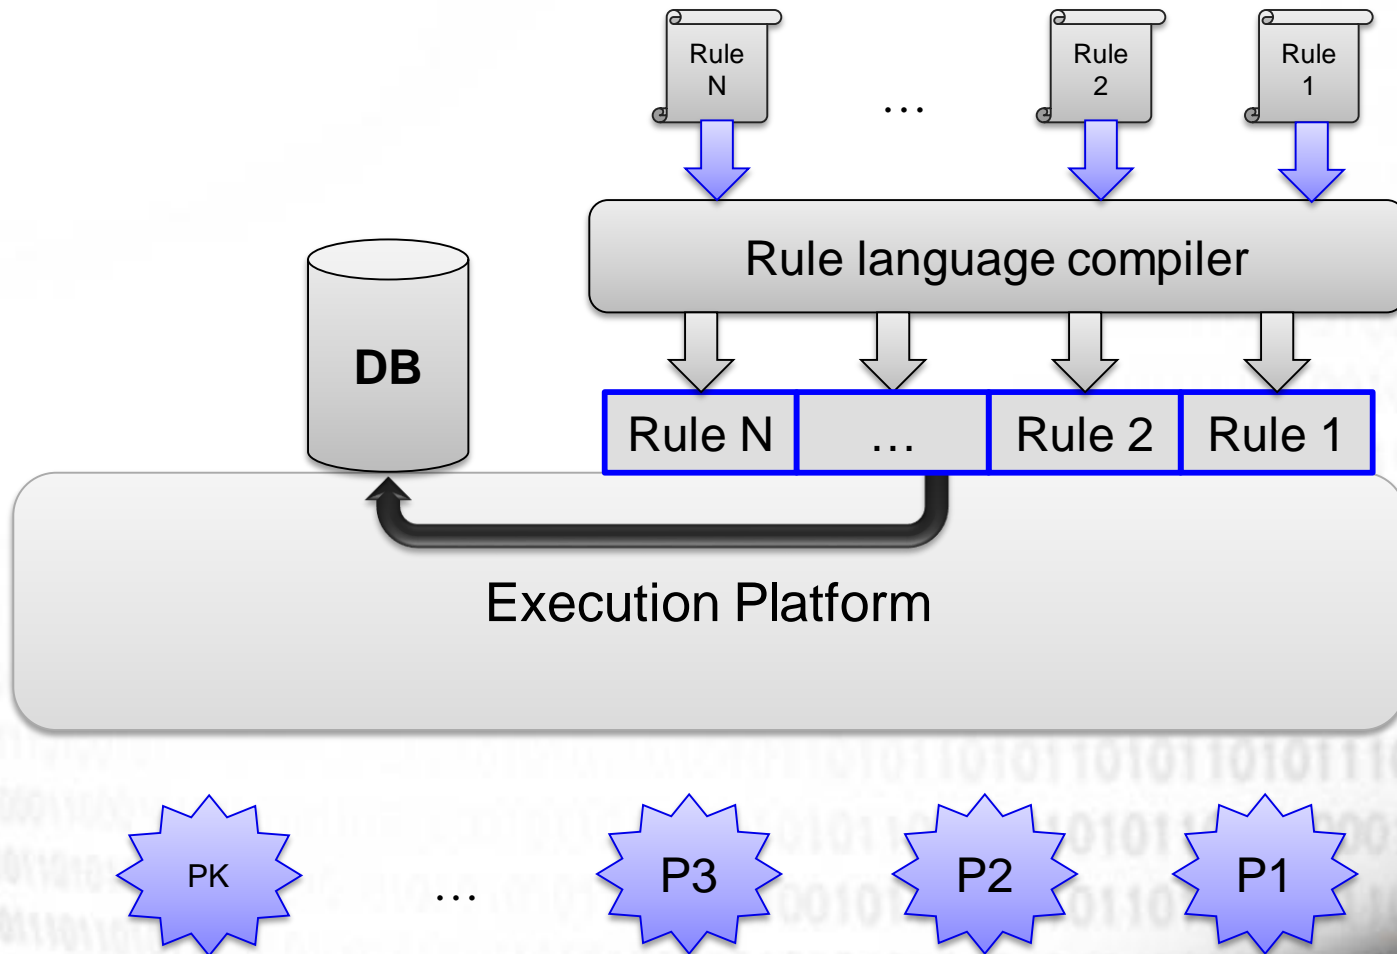 Rule
N
…
Rule
2
Rule
1
Rule language compiler
DB
Rule N
…
Rule 2
Rule 1
Execution Platform
PK
…
P3
P2
P1